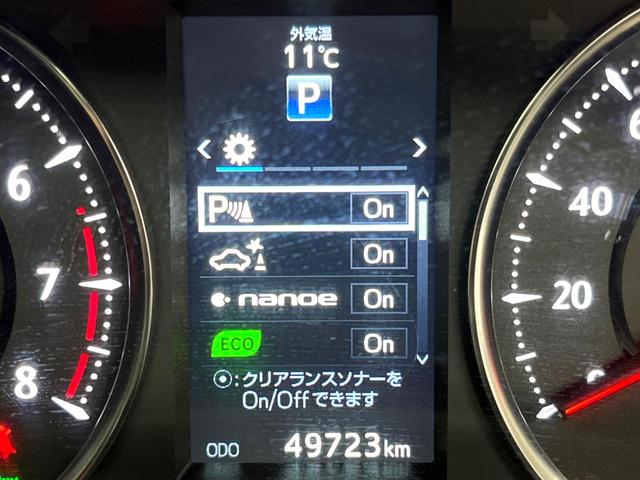 外気温
11℃
P
P On
On
nanoe On
ECO On
⦿:クリアランスソナーを
On/Offできます
ODO 49723km
6
7
8
6
40
20